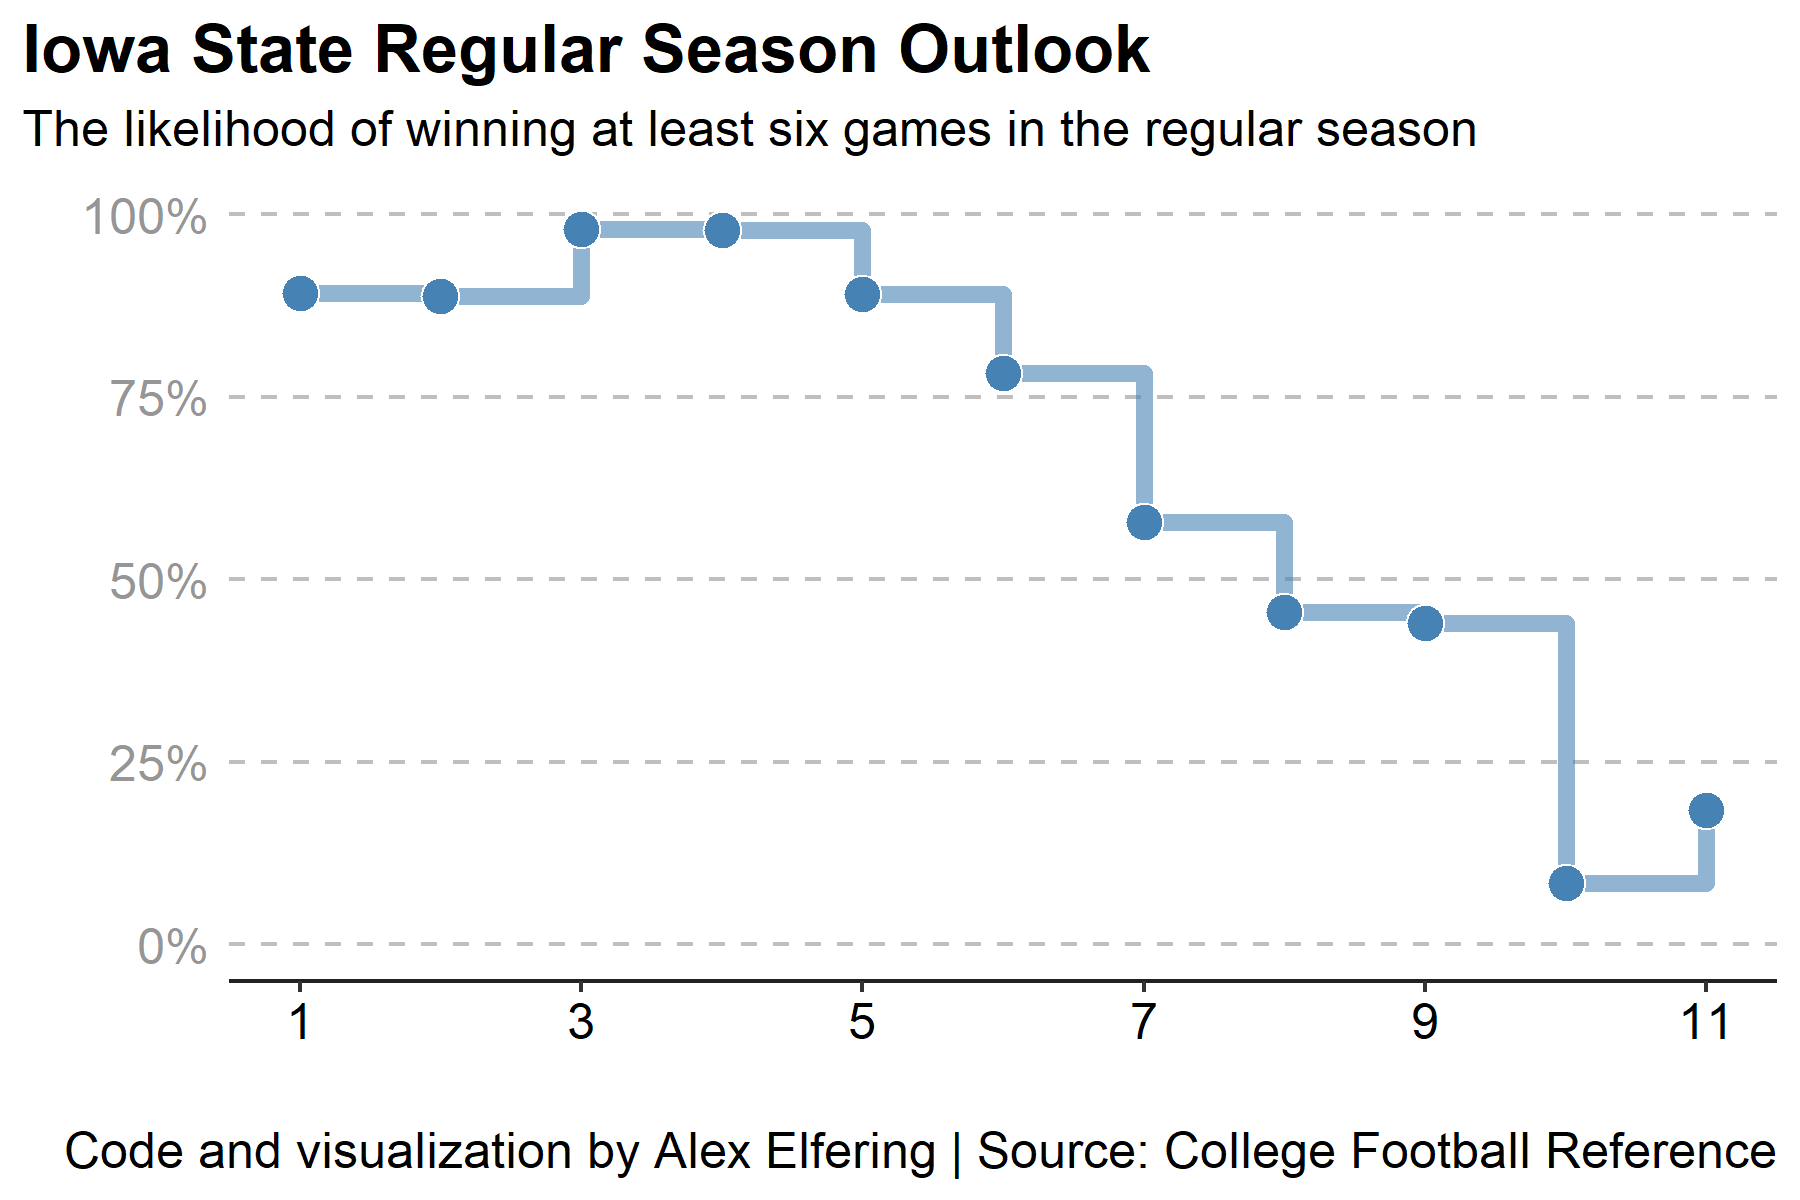 Iowa State Regular Season Outlook
The likelihood of winning at least six games in the regular season
100%
75%
50%
25%
0%
1 3 5 7 9 11
Code and visualization by Alex Elfering | Source: College Football Reference